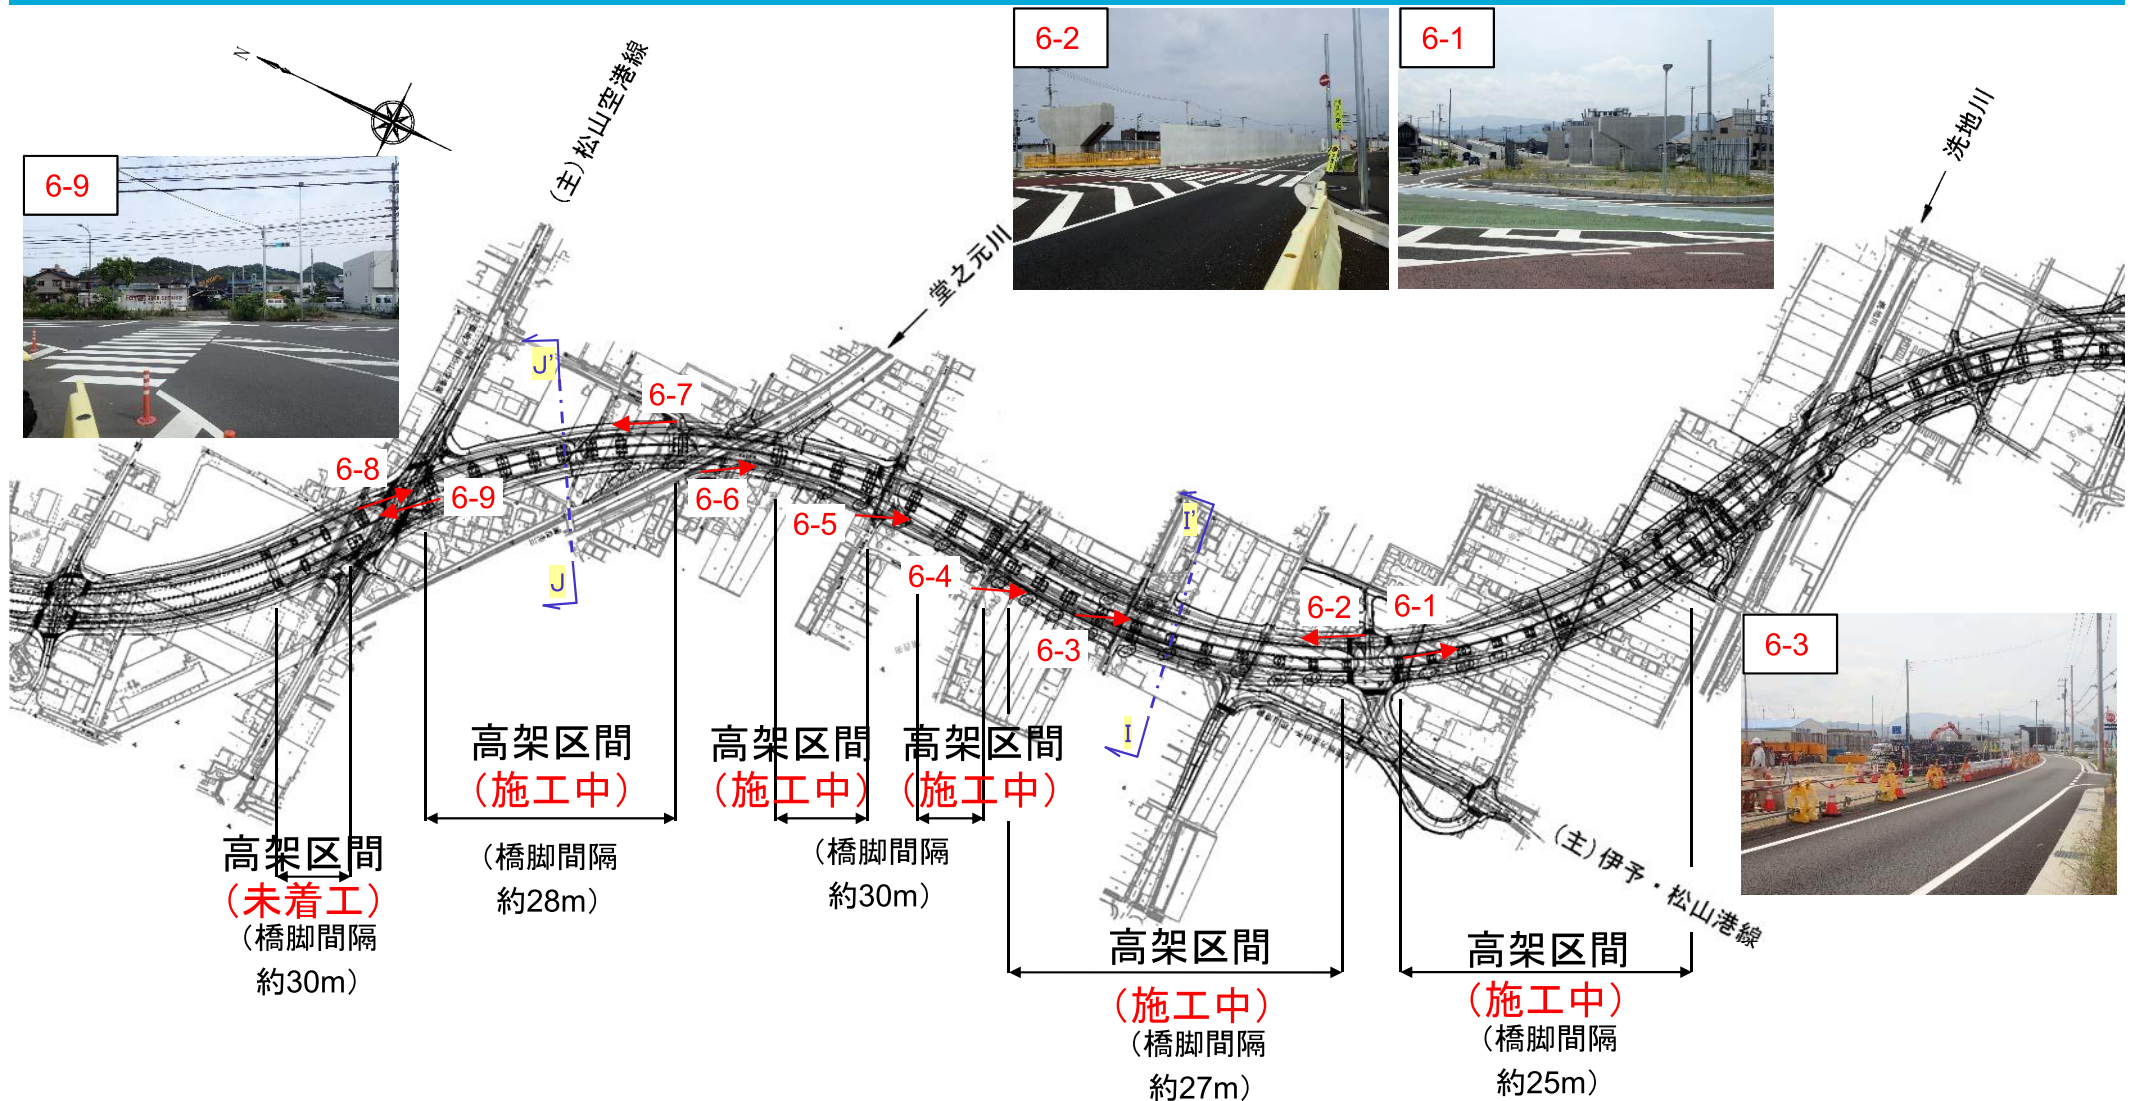 6-2
6-1
N
(主)松山空港線
洗地川
6-9
堂之元川
J'
6-7
6-8
6-9
6-6
6-5
I'
J
6-4
6-2
6-1
6-3
6-3
I
高架区間
(施工中)
(橋脚間隔
約28m)
高架区間
(施工中)
高架区間
(施工中)
(橋脚間隔
約30m)
高架区間
(未着工)
(橋脚間隔
約30m)
(主)伊予・松山港線
高架区間
(施工中)
(橋脚間隔
約27m)
高架区間
(施工中)
(橋脚間隔
約25m)